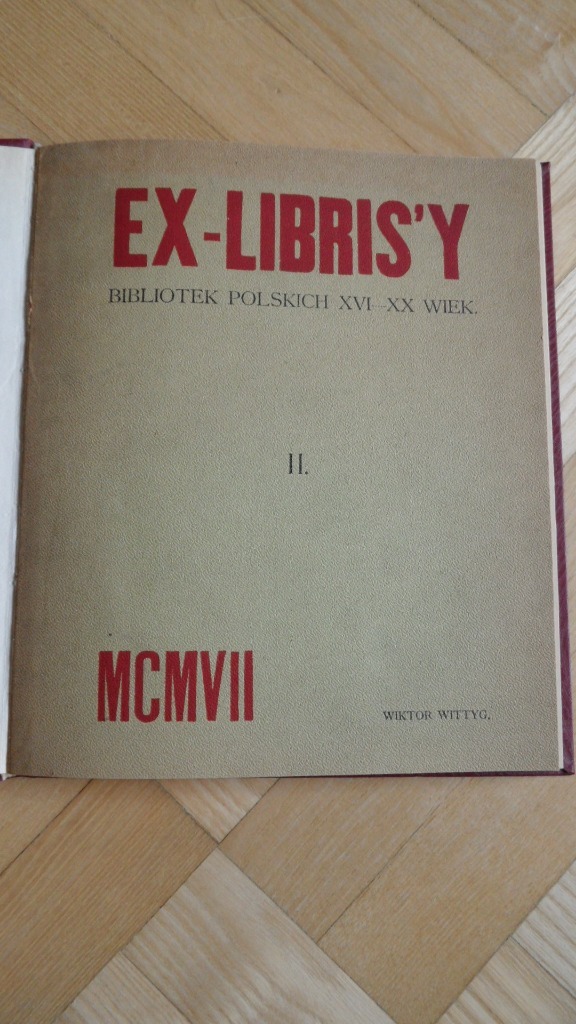 EX-LIBRIS'Y
BIBLIOTEK POLSKICH XVI—XX WIEK.
II.
MCMVII
WIKTOR WITTYG.